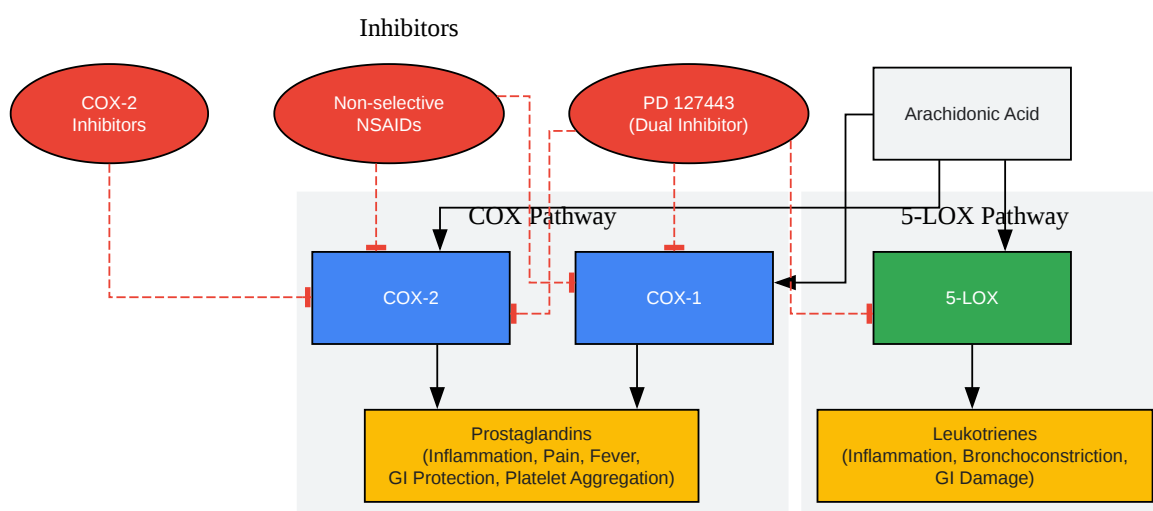 Inhibitors
COX-2
Inhibitors
Non-selective
NSAIDs
PD 127443
(Dual Inhibitor)
Arachidonic Acid
COX Pathway
5-LOX Pathway
COX-2
COX-1
5-LOX
Prostaglandins
(Inflammation, Pain, Fever,
GI Protection, Platelet Aggregation)
Leukotrienes
(Inflammation, Bronchoconstriction,
GI Damage)